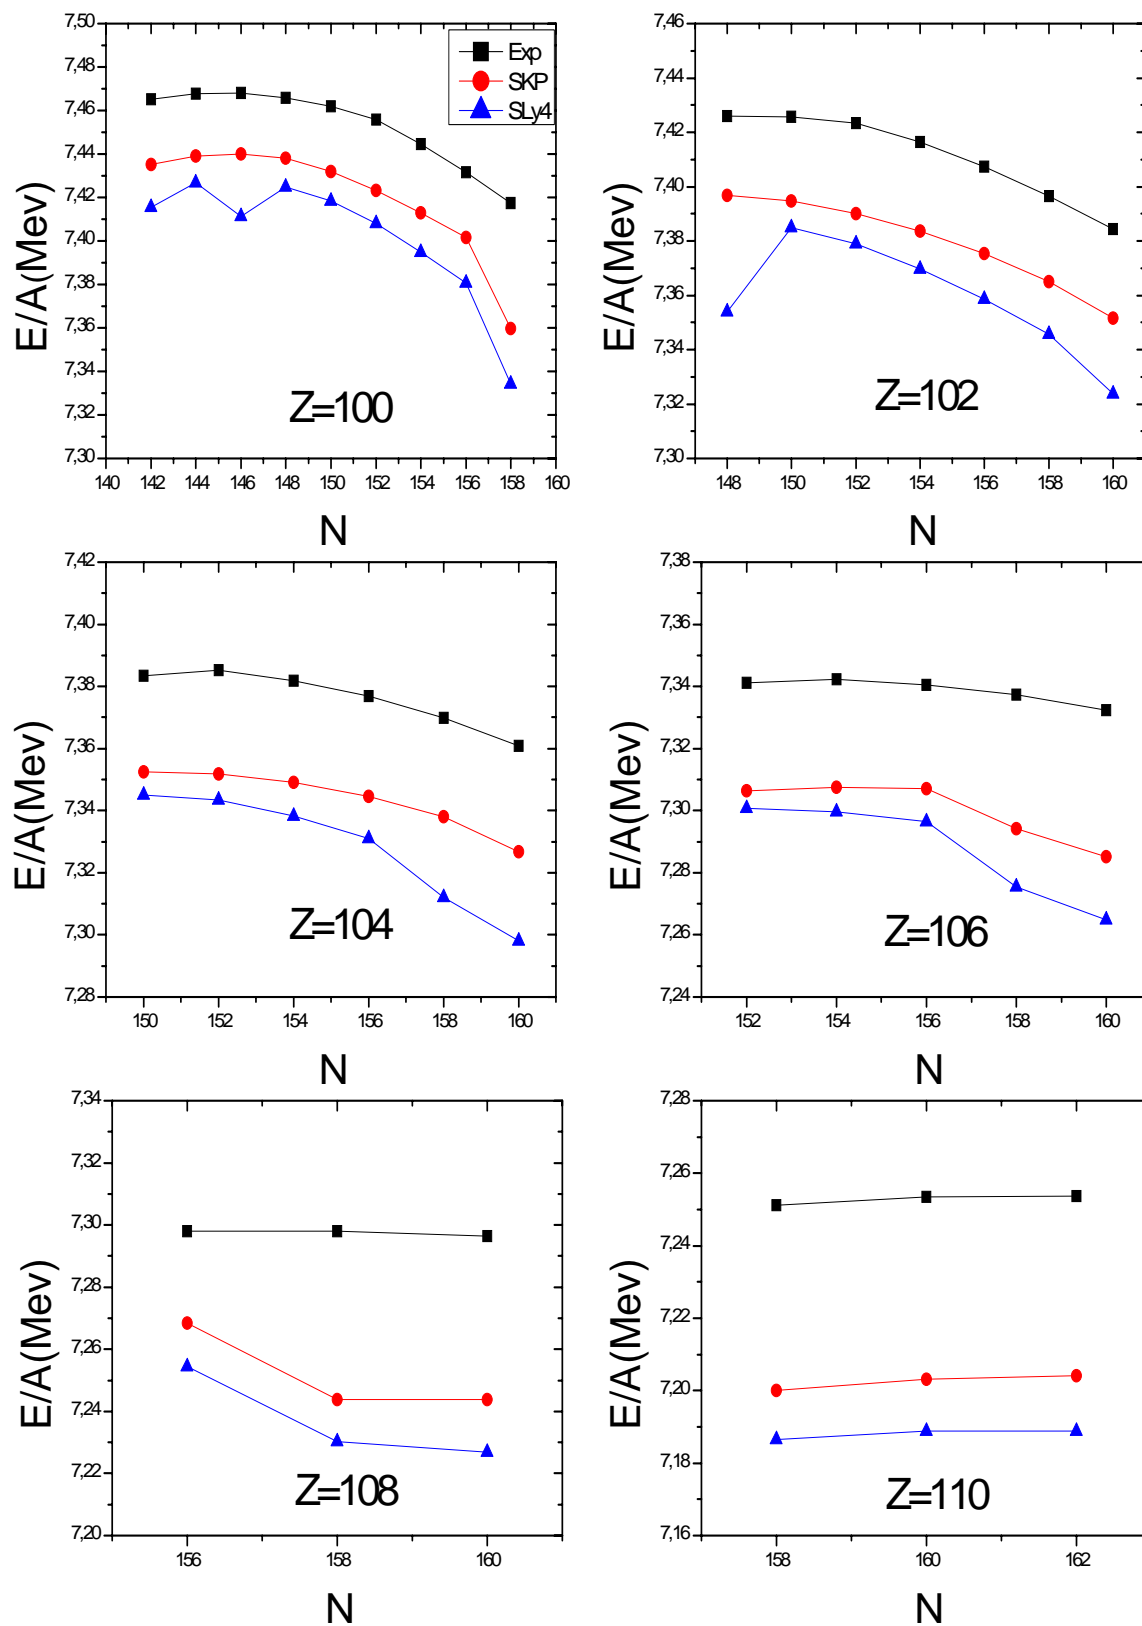 7,50
7,48
7,46
7,44
7,42
7,40
7,38
7,36
7,34
7,32
7,30
E/A(Mev)
Exp
SKP
SLy4
Z=100
140 142 144 146 148 150 152 154 156 158 160
N
7,46
7,44
7,42
7,40
7,38
7,36
7,34
7,32
7,30
E/A(Mev)
Z=102
148 150 152 154 156 158 160
N
7,42
7,40
7,38
7,36
7,34
7,32
7,30
7,28
E/A(Mev)
Z=104
150 152 154 156 158 160
N
7,38
7,36
7,34
7,32
7,30
7,28
7,26
7,24
E/A(Mev)
Z=106
152 154 156 158 160
N
7,34
7,32
7,30
7,28
7,26
7,24
7,22
7,20
E/A(Mev)
Z=108
156 158 160
N
7,28
7,26
7,24
7,22
7,20
7,18
7,16
E/A(Mev)
Z=110
158 160 162
N